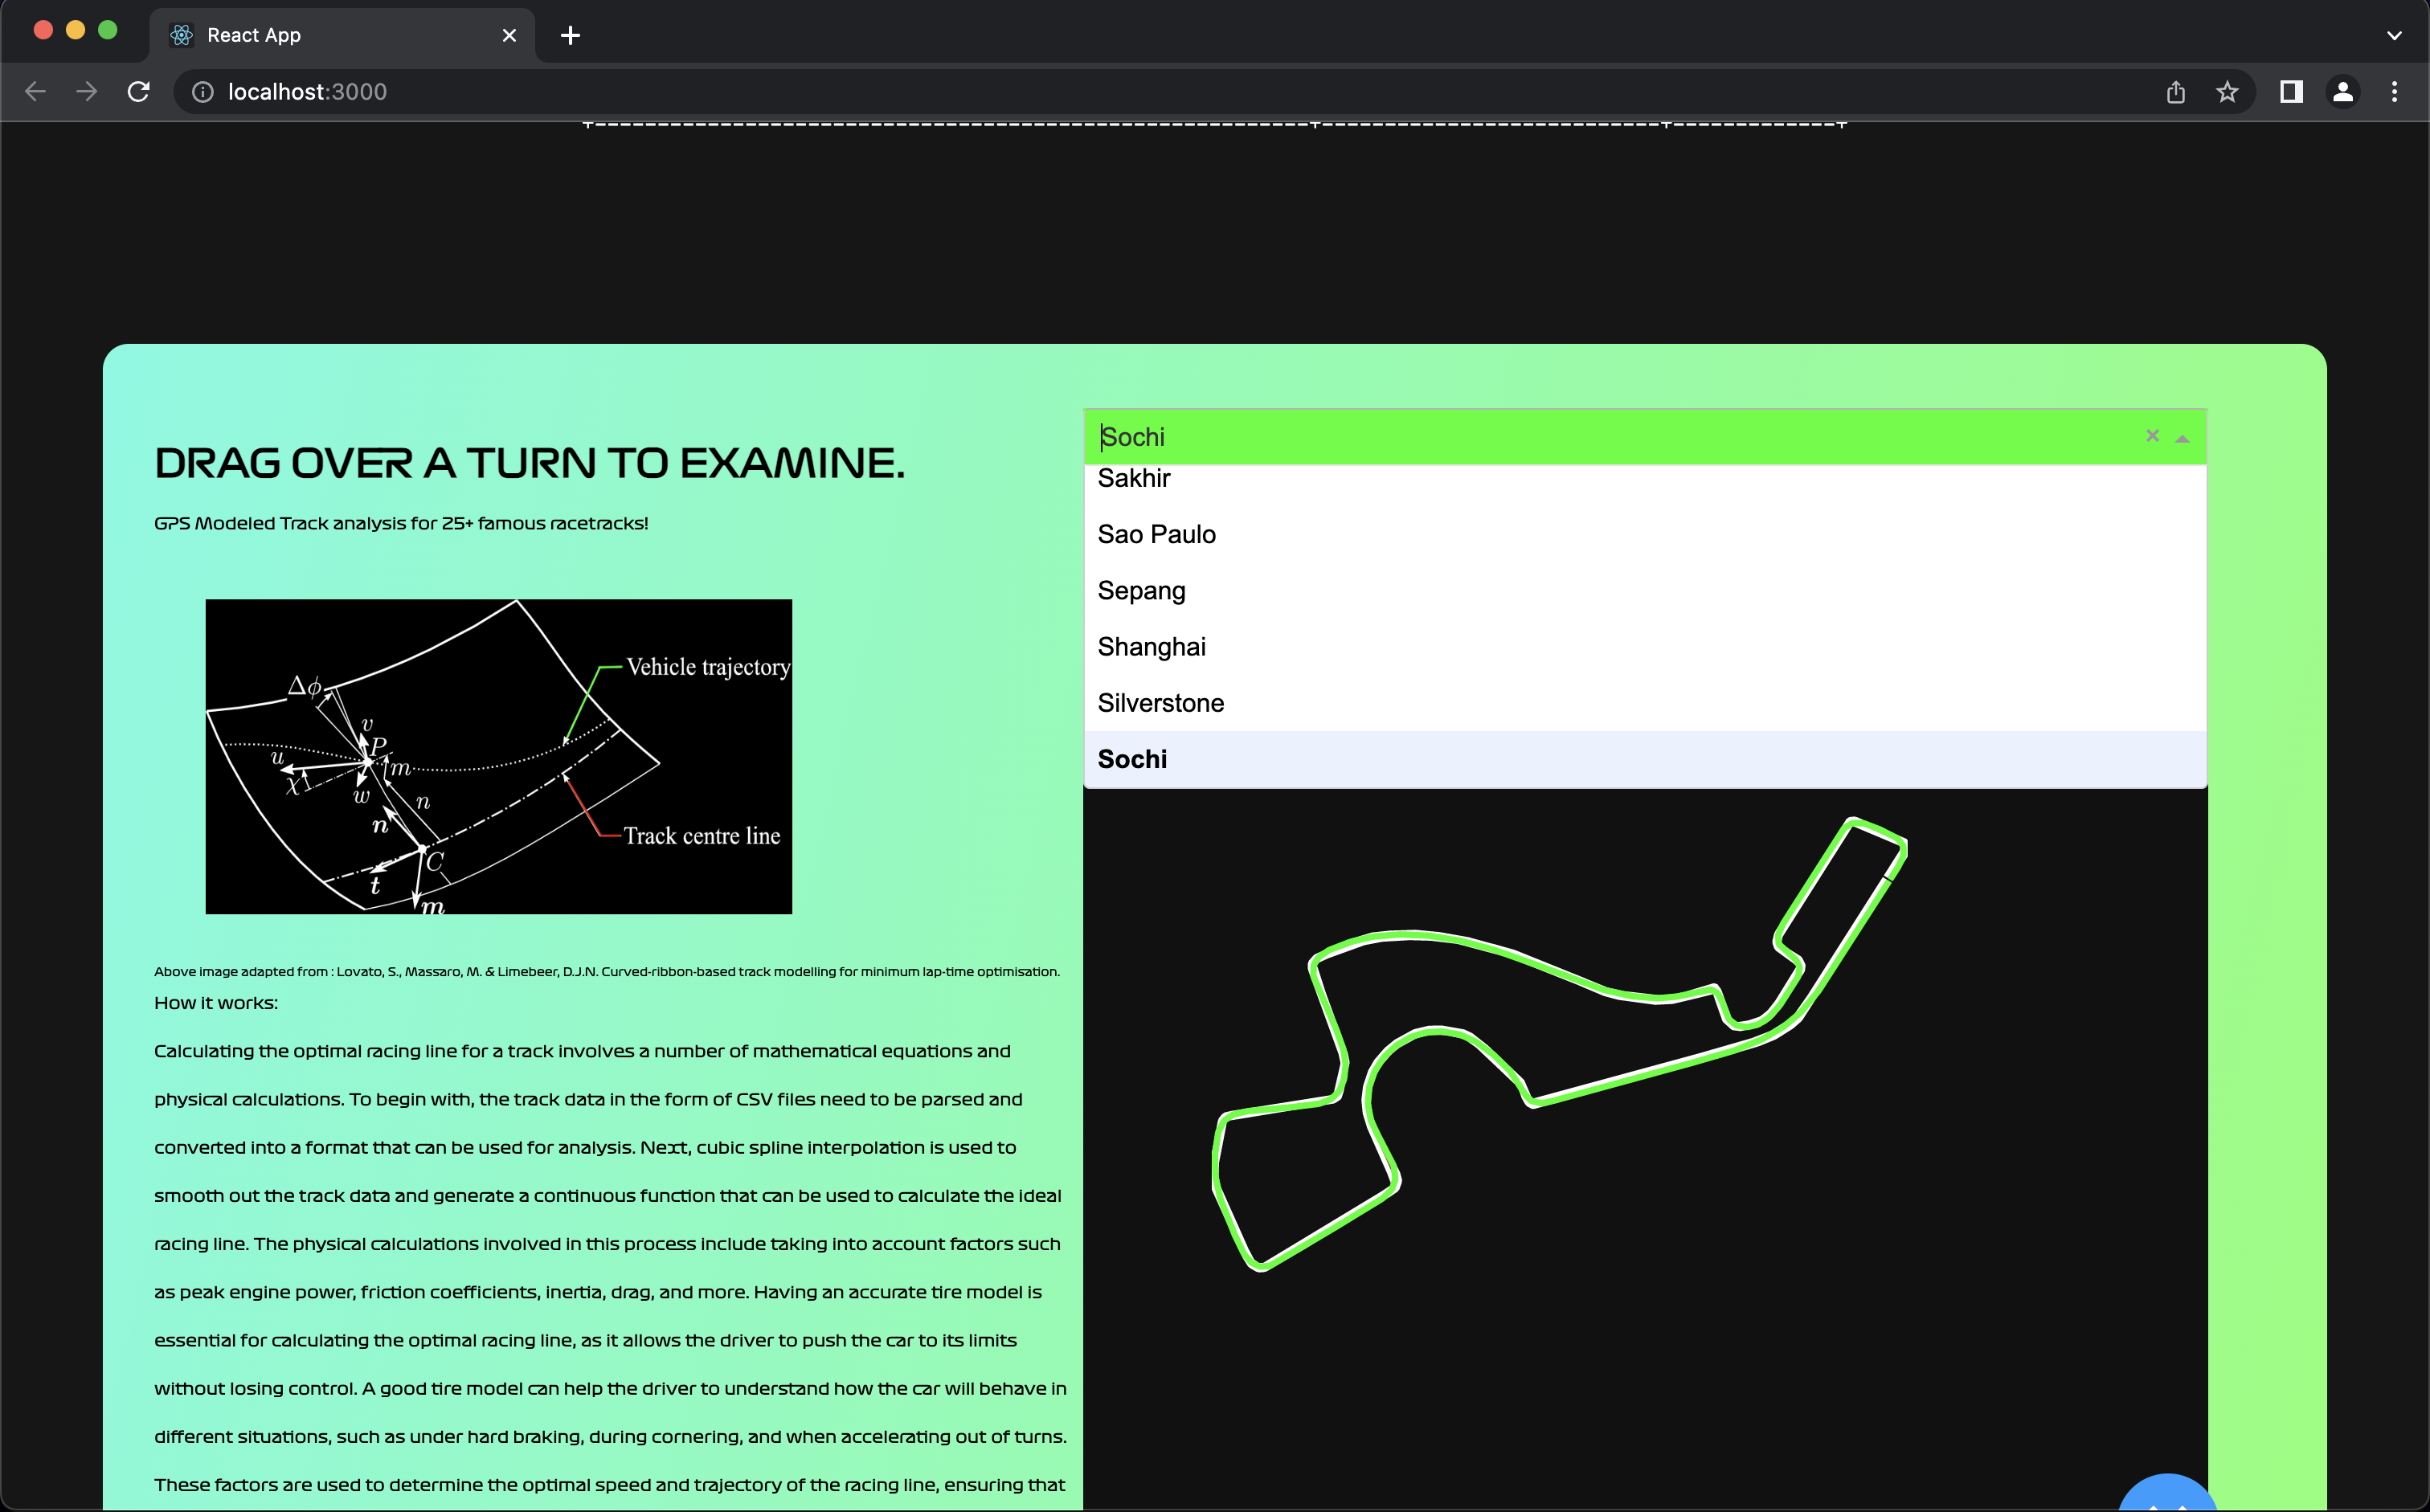 React App
localhost:3000
DRAG OVER A TURN TO EXAMINE.
GPS Modeled Track analysis for 25+ famous racetracks!
Δϕ
Vehicle trajectory
v
P
u
m
χ
w
n
n
Track centre line
C
t
m
Above image adapted from : Lovato, S., Massaro, M. & Limebeer, D.J.N. Curved-ribbon-based track modelling for minimum lap-time optimisation.
How it works:
Calculating the optimal racing line for a track involves a number of mathematical equations and
physical calculations. To begin with, the track data in the form of CSV files need to be parsed and
converted into a format that can be used for analysis. Next, cubic spline interpolation is used to
smooth out the track data and generate a continuous function that can be used to calculate the ideal
racing line. The physical calculations involved in this process include taking into account factors such
as peak engine power, friction coefficients, inertia, drag, and more. Having an accurate tire model is
essential for calculating the optimal racing line, as it allows the driver to push the car to its limits
without losing control. A good tire model can help the driver to understand how the car will behave in
different situations, such as under hard braking, during cornering, and when accelerating out of turns.
These factors are used to determine the optimal speed and trajectory of the racing line, ensuring that
Sochi
Sakhir
Sao Paulo
Sepang
Shanghai
Silverstone
Sochi